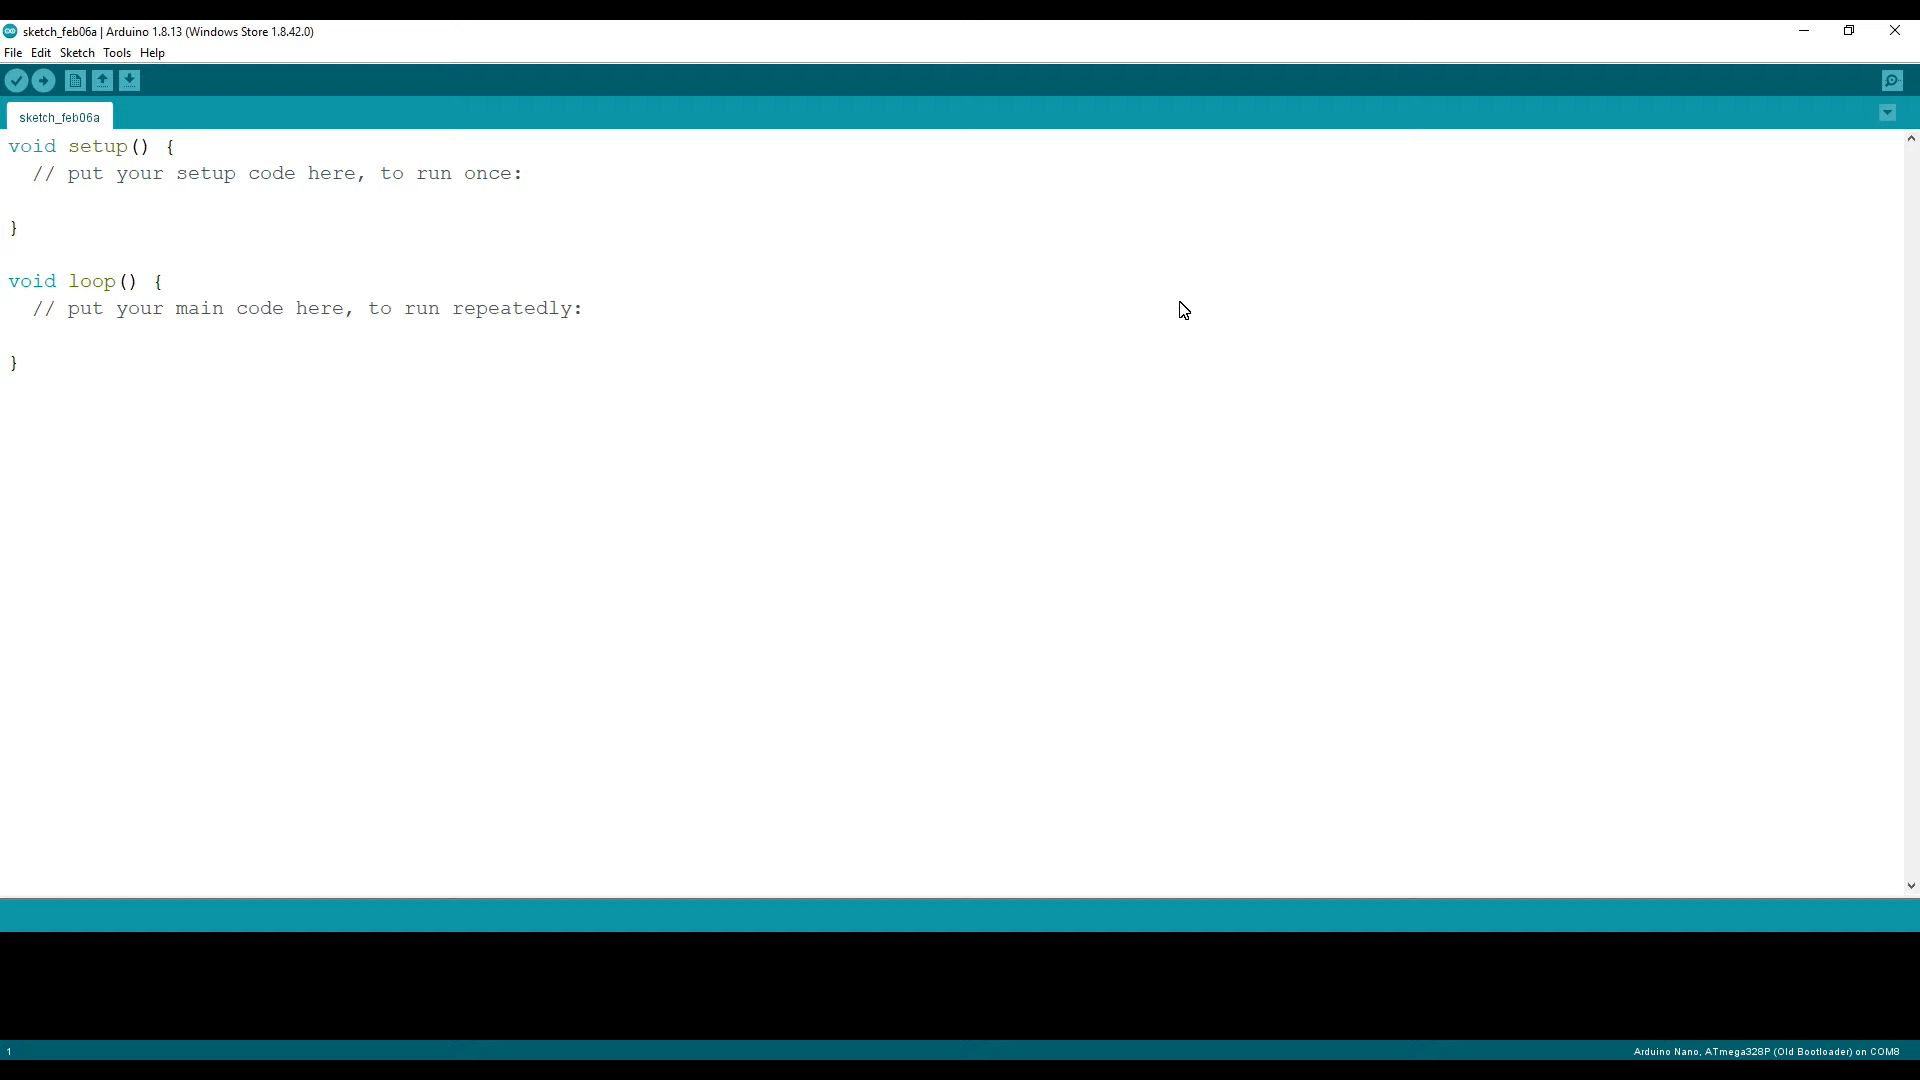 sketch_feb06a | Arduino 1.8.13 (Windows Store 1.8.42.0)
File Edit Sketch Tools Help
sketch_feb06a
void setup() {
  // put your setup code here, to run once:
}
void loop() {
  // put your main code here, to run repeatedly:
}
1
Arduino Nano, ATmega328P (Old Bootloader) on COM8